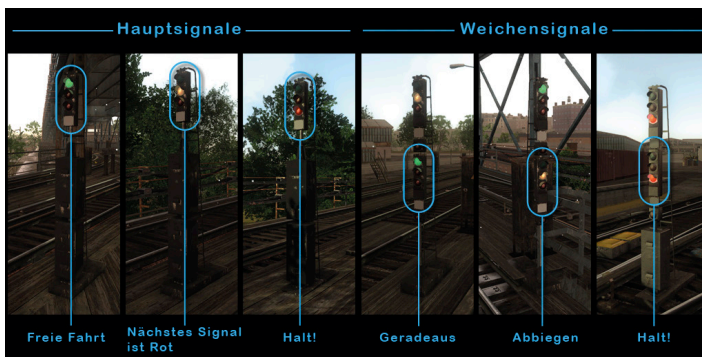 Hauptsignale
Weichensignale
Freie Fahrt
Nächstes Signal
ist Rot
Halt!
Geradeaus
Abbiegen
Halt!